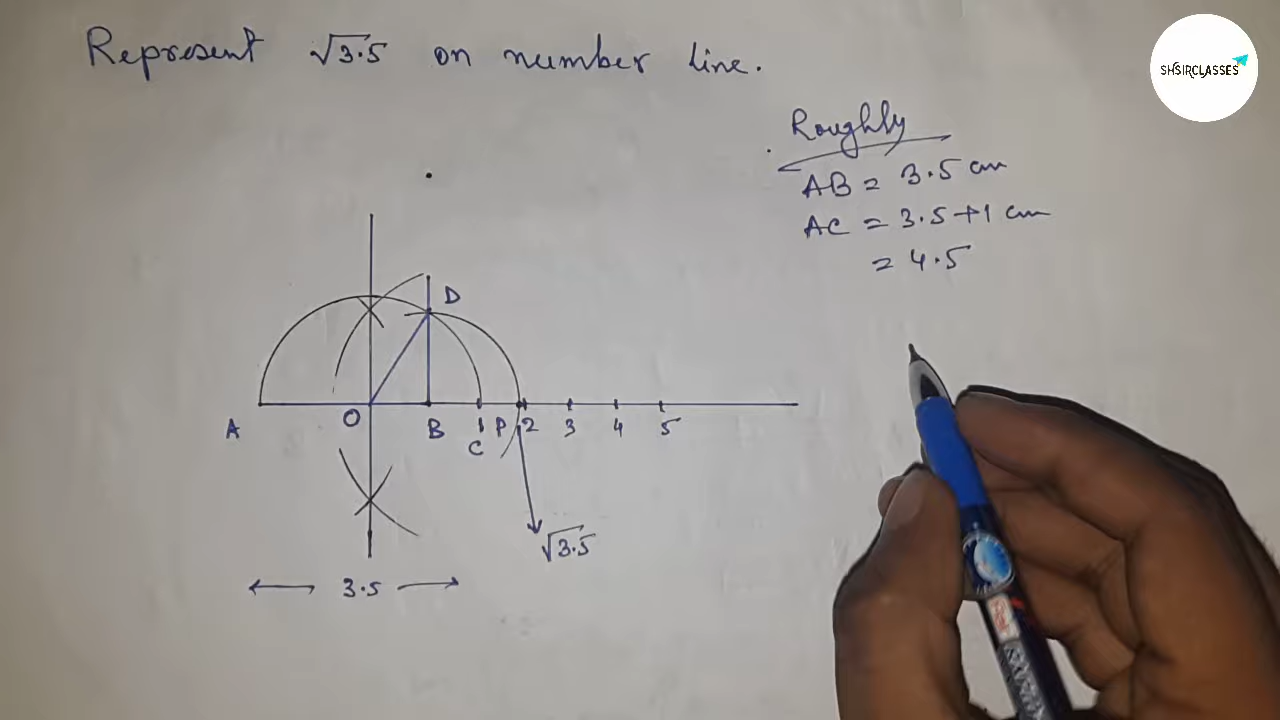 Represent √3.5 on number line.
SHSIRCLASSES
Roughly
AB = 3.5 cm
AC = 3.5+1 cm
= 4.5
D
A O B 1 P 2 3 4 5
C
√3.5
3.5